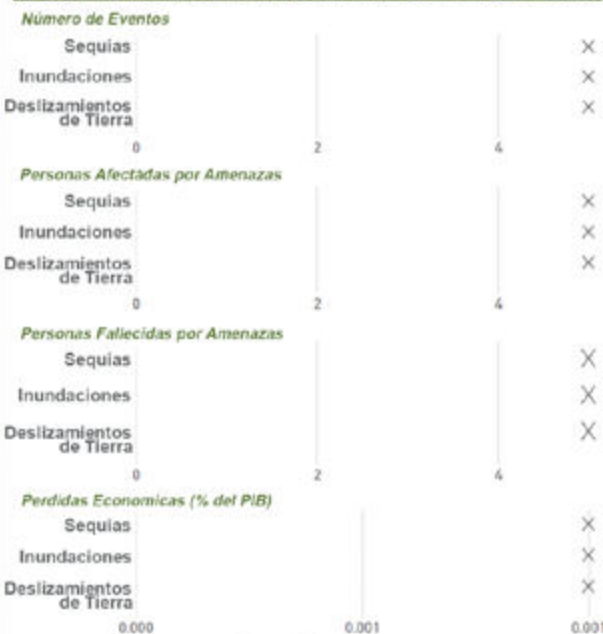 Número de Eventos
Sequias
Inundaciones
Deslizamientos
de Tierra
0 2 4
Personas Afectadas por Amenazas
Sequias
Inundaciones
Deslizamientos
de Tierra
0 2 4
Personas Fallecidas por Amenazas
Sequias
Inundaciones
Deslizamientos
de Tierra
0 2 4
Perdidas Economicas (% del PIB)
Sequias
Inundaciones
Deslizamientos
de Tierra
0.000 0.001 0.001